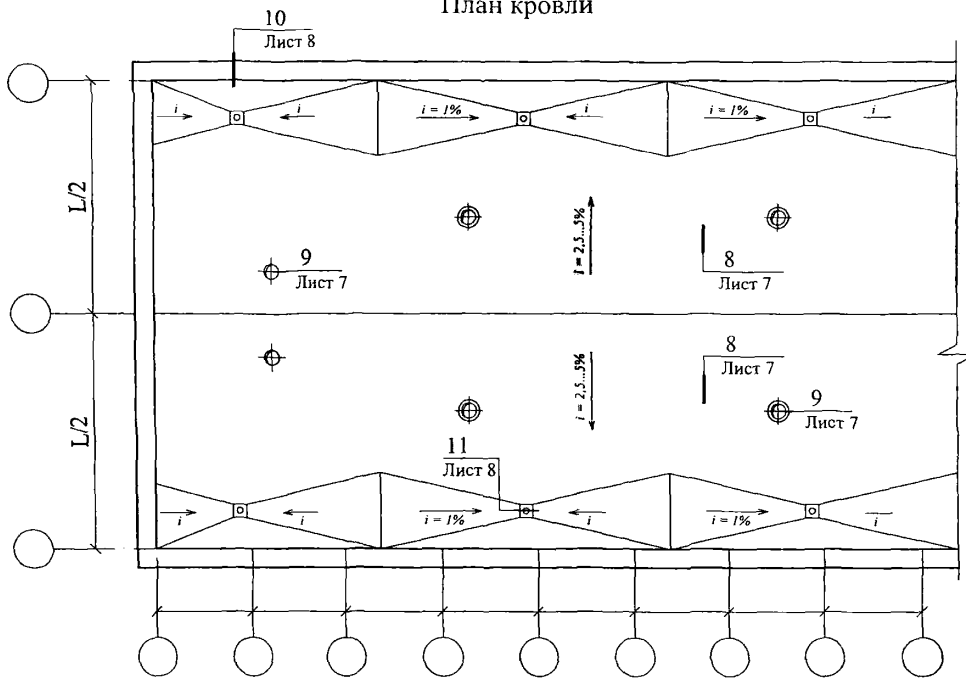 План кровли
10
Лист 8
i
i
i = 1%
i
i = 1%
i
L/2
i = 2,5...5%
9
Лист 7
8
Лист 7
L/2
i = 2,5...5%
8
Лист 7
9
Лист 7
11
Лист 8
i
i
i = 1%
i
i = 1%
i